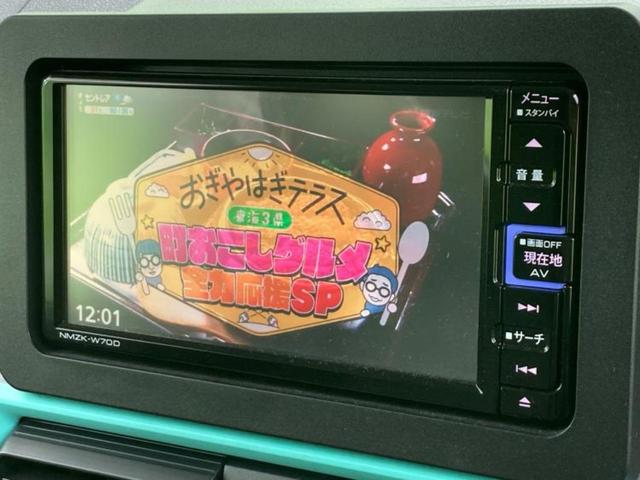 セントレア
おぎやはぎテラス
東海3県
町おこしグルメ
全力応援SP
12:01
NMZK-W70D
メニュー
■スタンバイ
音量
■画面OFF
現在地
AV
■サーチ